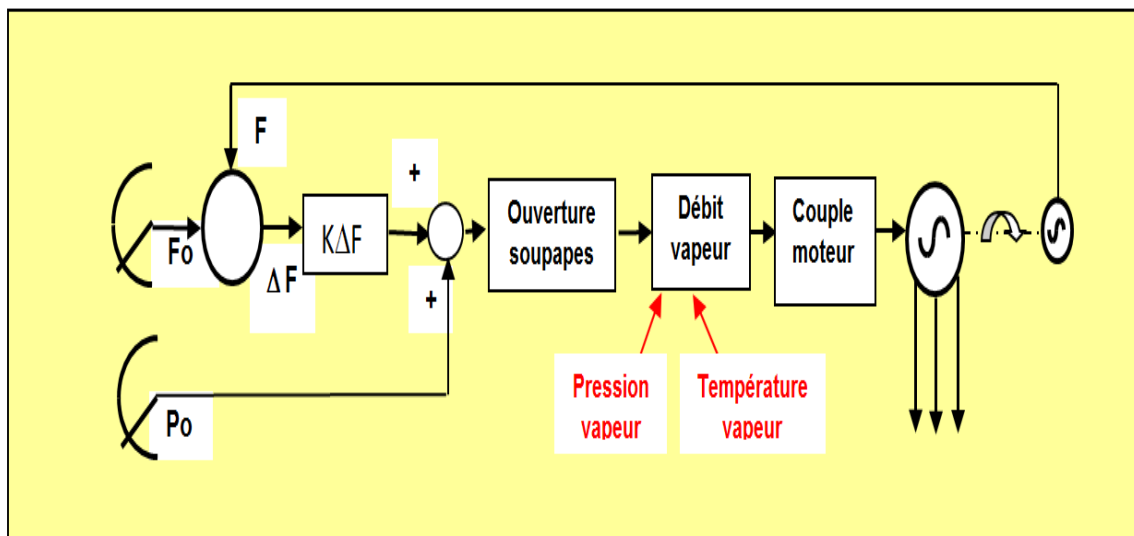 F
+
Fo
ΔF
KΔF
+
Ouverture
soupapes
Débit
vapeur
Couple
moteur
Pression
vapeur
Température
vapeur
Po